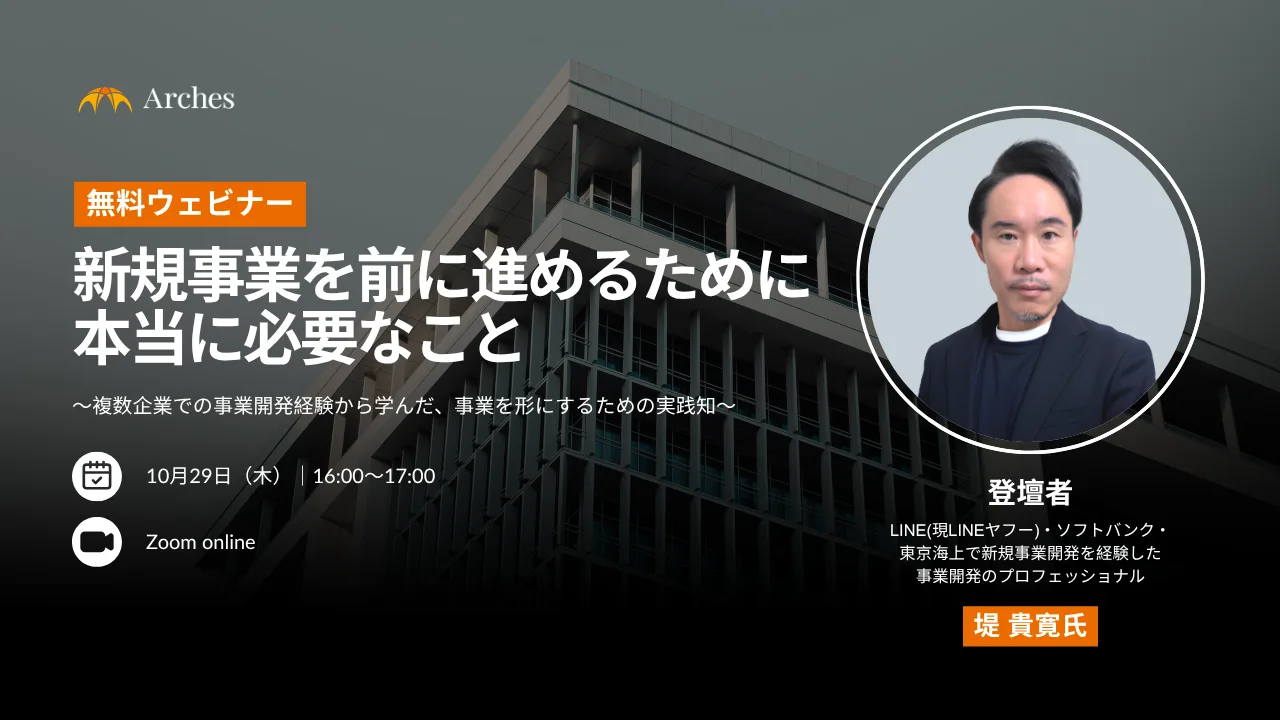 Arches
無料ウェビナー
新規事業を前に進めるために
本当に必要なこと
〜複数企業での事業開発経験から学んだ、事業を形にするための実践知〜
10月29日（木）｜16:00〜17:00
Zoom online
登壇者
LINE(現LINEヤフー)・ソフトバンク・
東京海上で新規事業開発を経験した
事業開発のプロフェッショナル
堤 貴寛氏